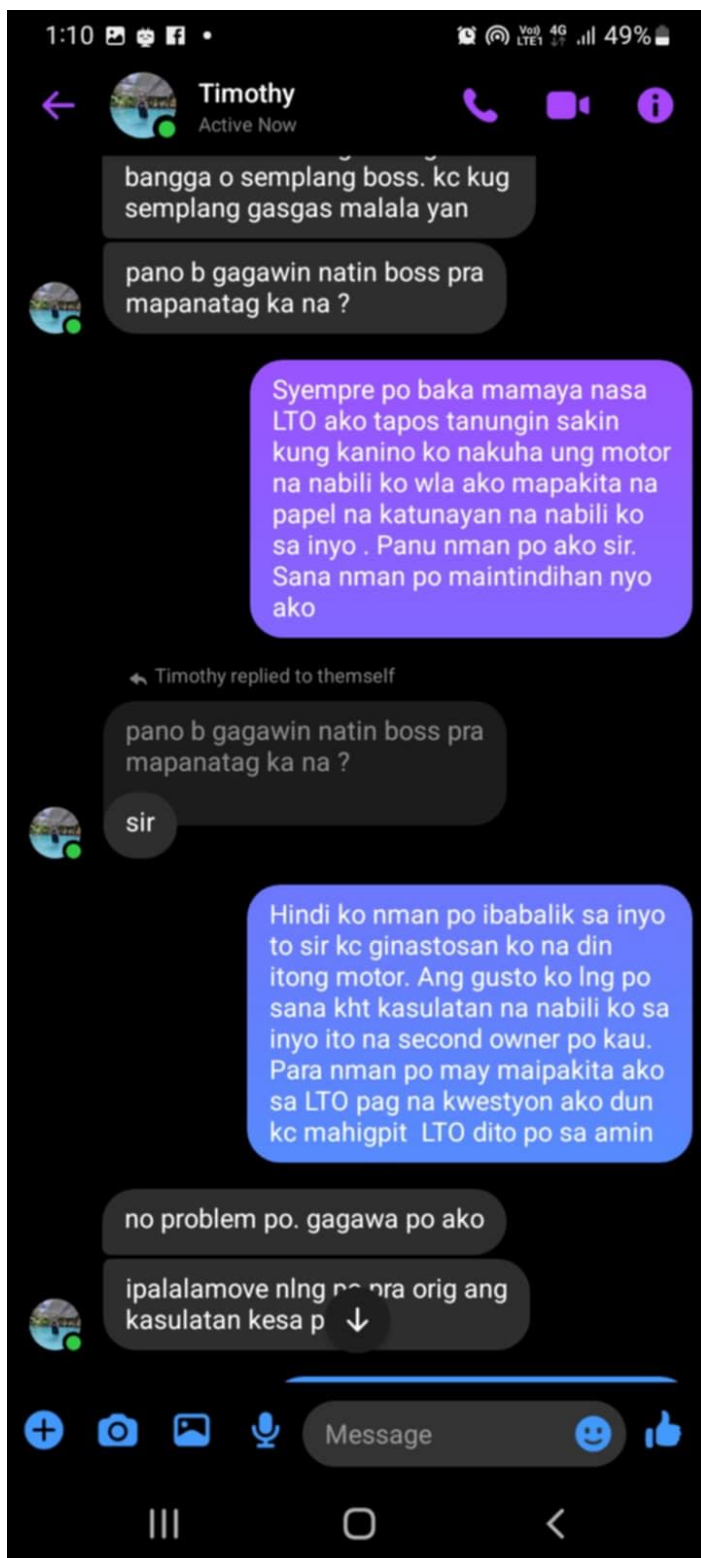 1:10
Vo))
LTE1
4G
49%
Timothy
Active Now
bangga o semplang boss. kc kug
semplang gasgas malala yan
pano b gagawin natin boss pra
mapanatag ka na ?
Syempre po baka mamaya nasa
LTO ako tapos tanungin sakin
kung kanino ko nakuha ung motor
na nabili ko wla ako mapakita na
papel na katunayan na nabili ko
sa inyo . Panu nman po ako sir.
Sana nman po maintindihan nyo
ako
Timothy replied to themself
pano b gagawin natin boss pra
mapanatag ka na ?
sir
Hindi ko nman po ibabalik sa inyo
to sir kc ginastosan ko na din
itong motor. Ang gusto ko lng po
sana kht kasulatan na nabili ko sa
inyo ito na second owner po kau.
Para nman po may maipakita ako
sa LTO pag na kwestyon ako dun
kc mahigpit LTO dito po sa amin
no problem po. gagawa po ako
ipalalamove nlng pra orig ang
kasulatan kesa
Message